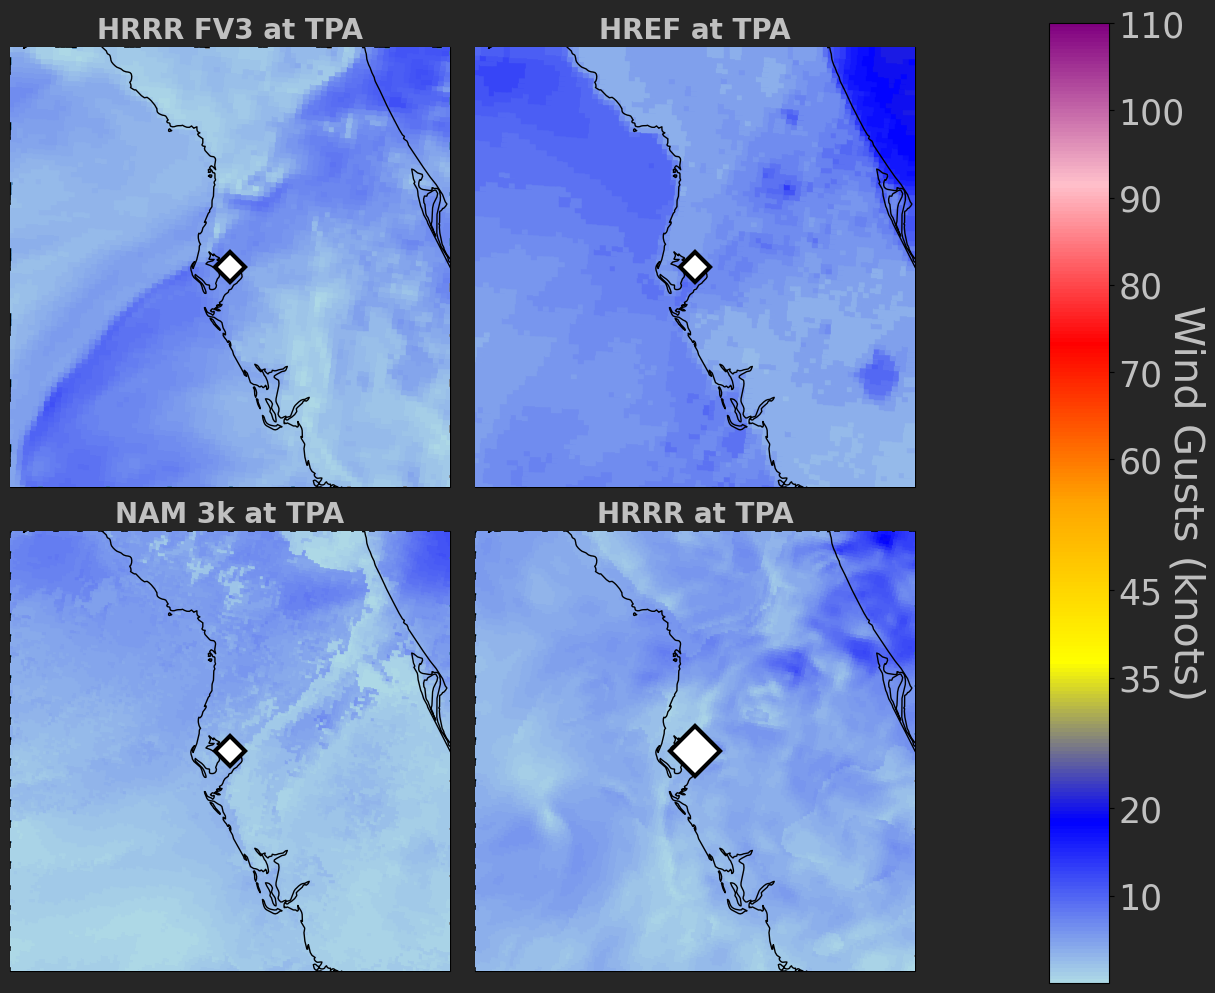 HRRR FV3 at TPA
HREF at TPA
NAM 3k at TPA
HRRR at TPA
110
100
90
80
70
60
45
35
20
10
Wind Gusts (knots)